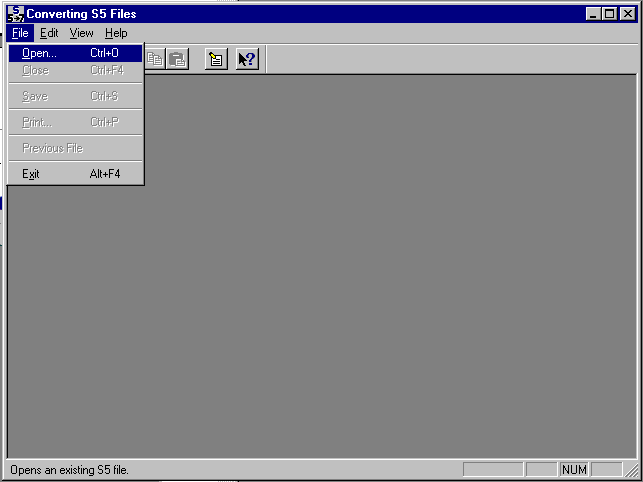 Converting S5 Files
File Edit View Help
Open... Ctrl+O
Close Ctrl+F4
Save Ctrl+S
Print... Ctrl+P
Previous File
Exit Alt+F4
Opens an existing S5 file.
NUM